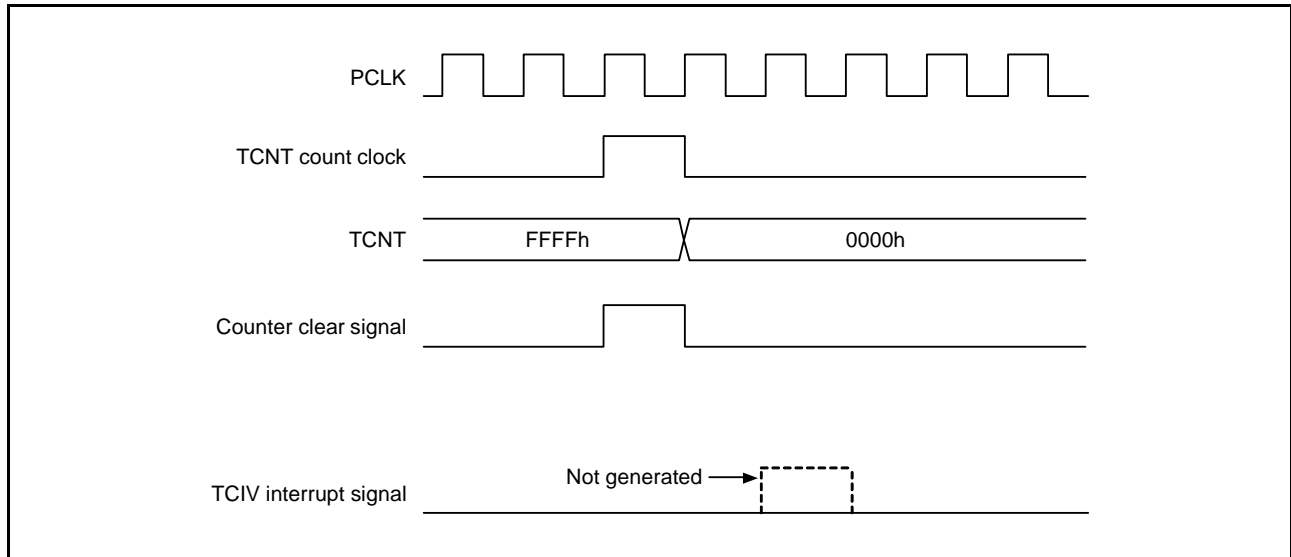 PCLK
TCNT count clock
TCNT
FFFFh
0000h
Counter clear signal
Not generated
TCIV interrupt signal